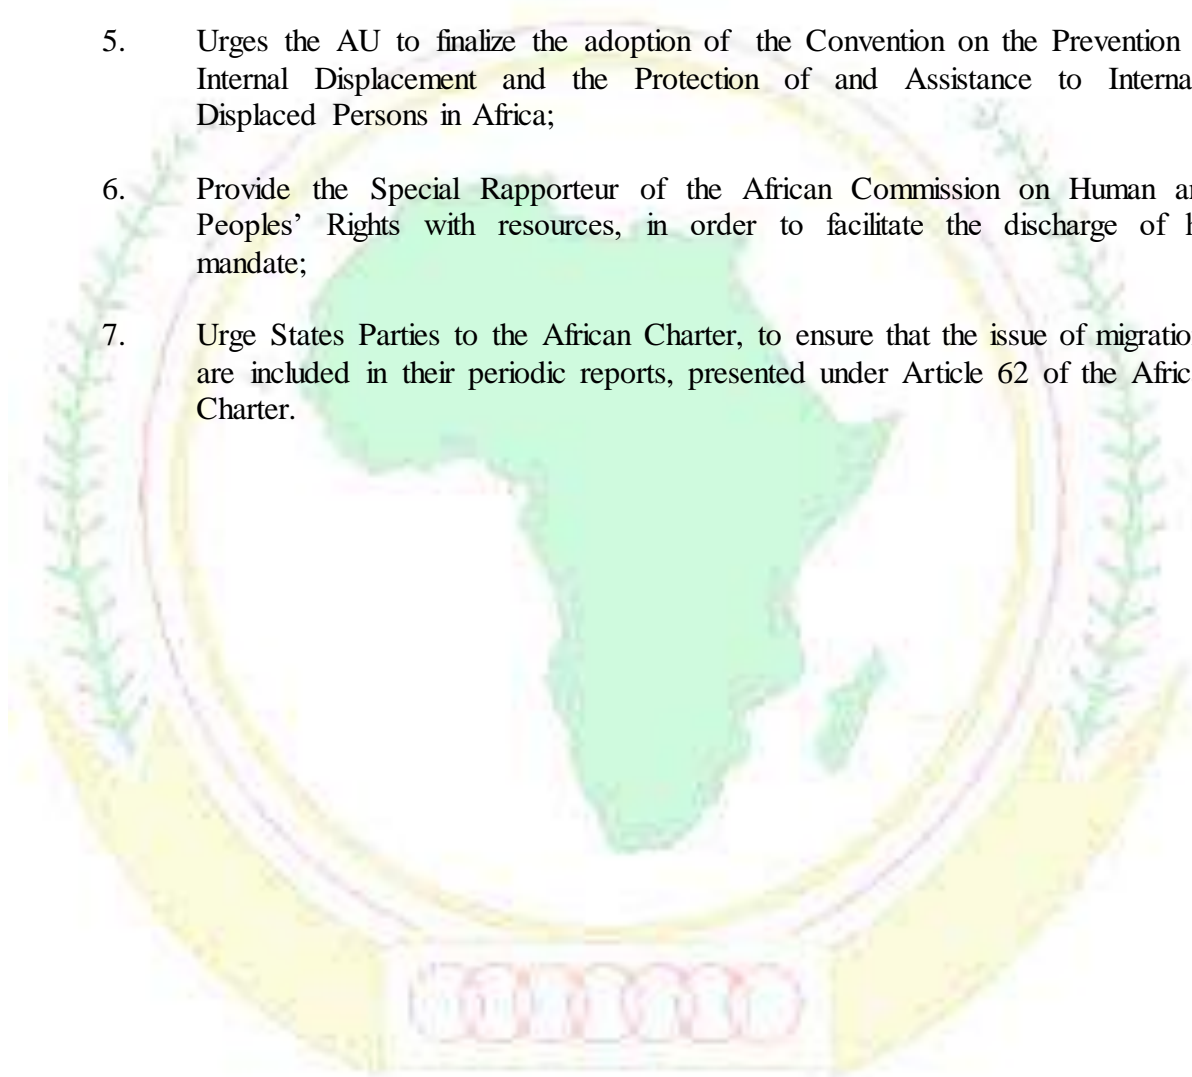 5. Urges the AU to finalize the adoption of the Convention on the Prevention
Internal Displacement and the Protection of and Assistance to Interna
Displaced Persons in Africa;
6. Provide the Special Rapporteur of the African Commission on Human a
Peoples’ Rights with resources, in order to facilitate the discharge of h
mandate;
7. Urge States Parties to the African Charter, to ensure that the issue of migratio
are included in their periodic reports, presented under Article 62 of the Afric
Charter.